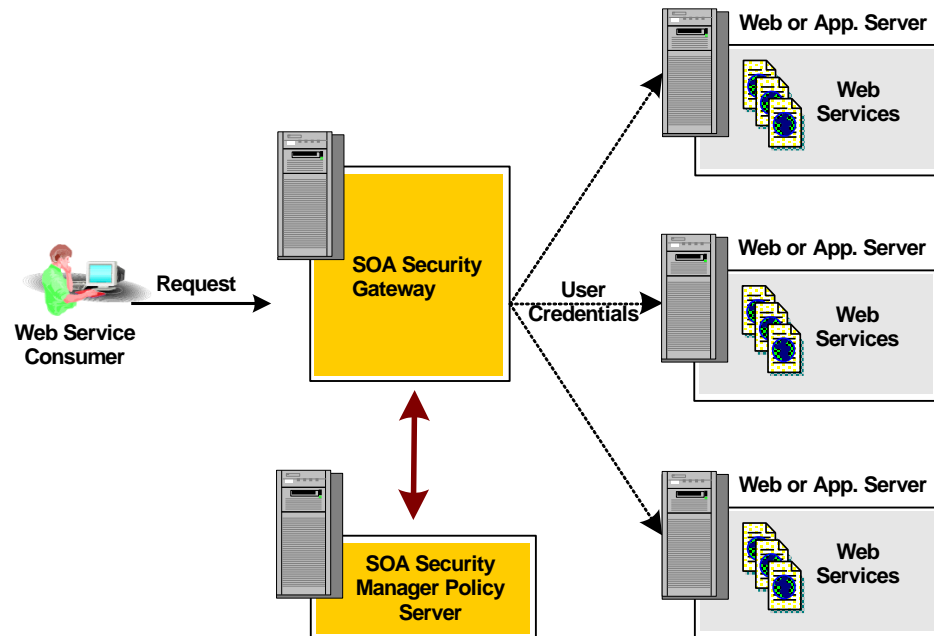 Web or App. Server
Web
Services
SOA Security
Gateway
Request
Web Service
Consumer
User
Credentials
Web or App. Server
Web
Services
SOA Security
Manager Policy
Server
Web or App. Server
Web
Services